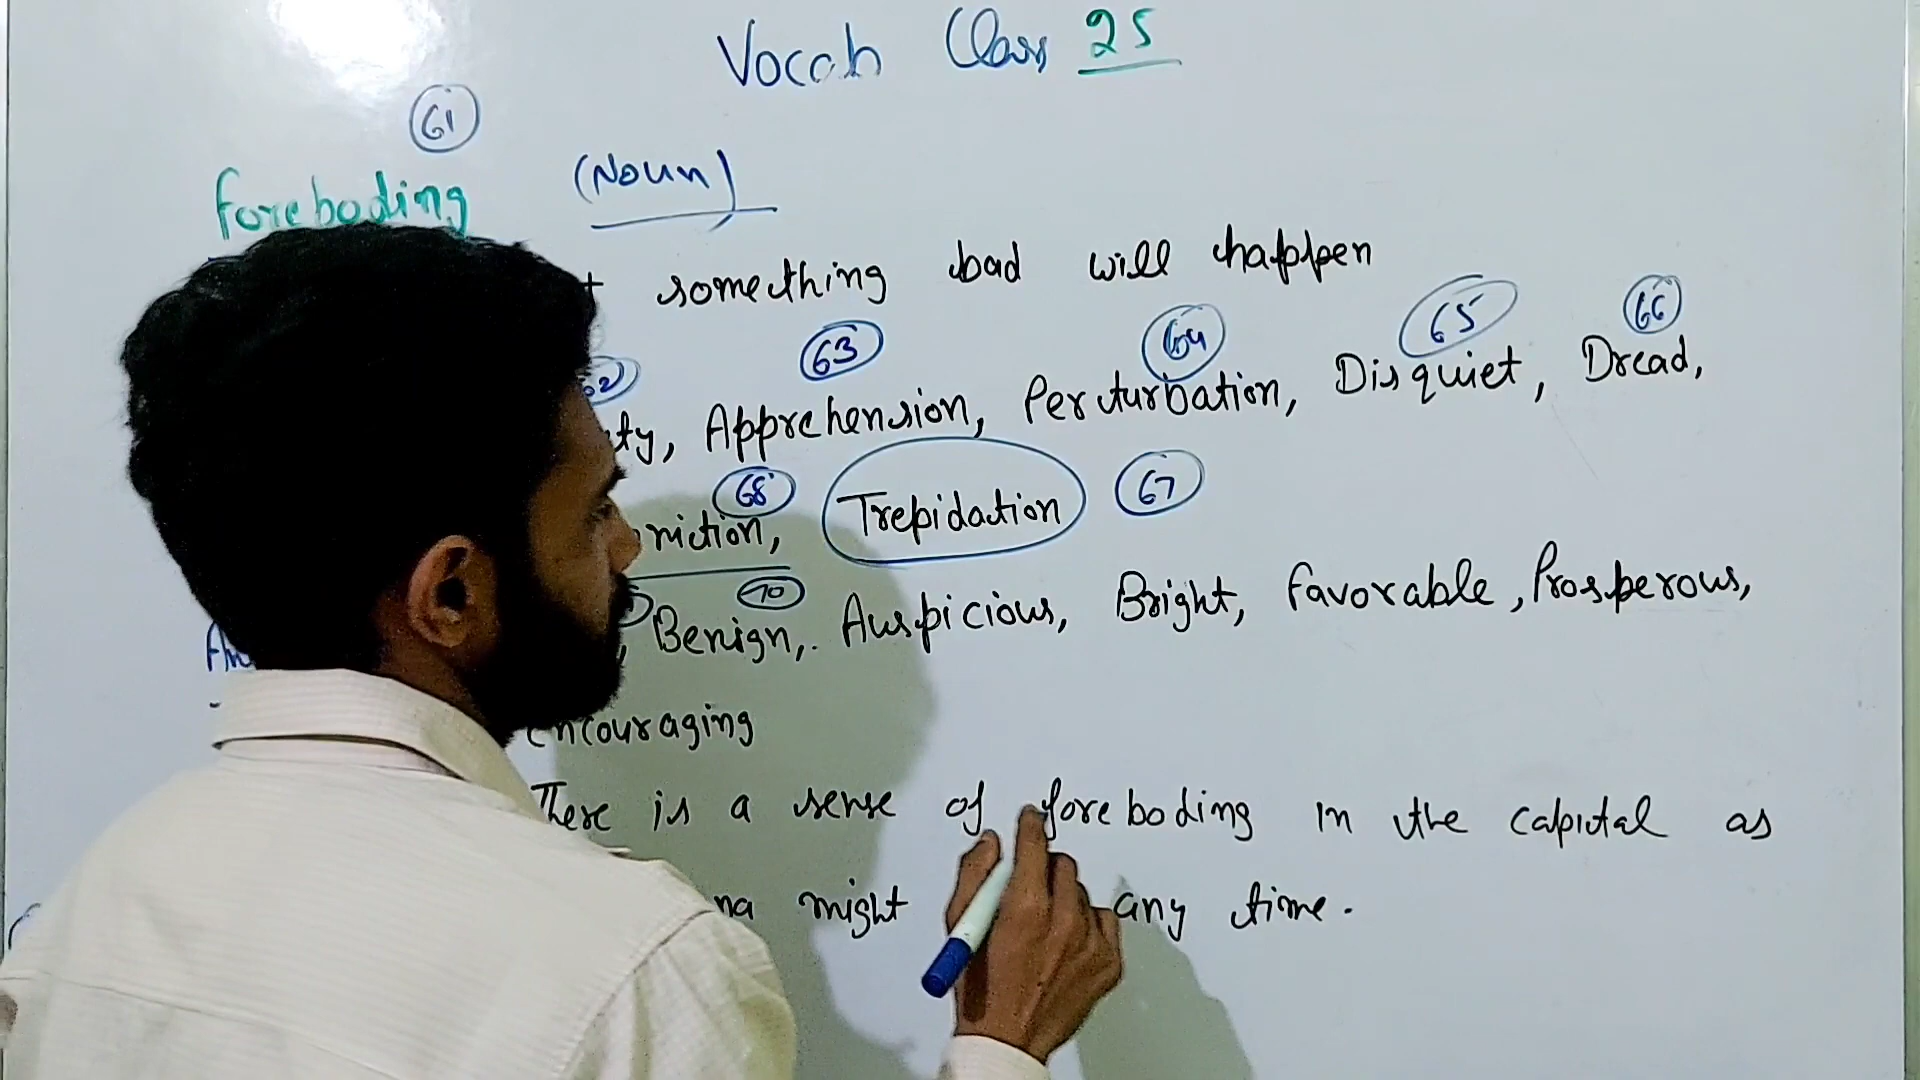 Vocab Class 25
61
Foreboding (Noun)
something bad will happen
62 63 64 65 66
Apprehension, Perturbation, Disquiet, Dread,
68 Trepidation 67
70
Benign, Auspicious, Bright, Favorable, Prosperous,
Encouraging
There is a sense of foreboding in the capital as
might any time.